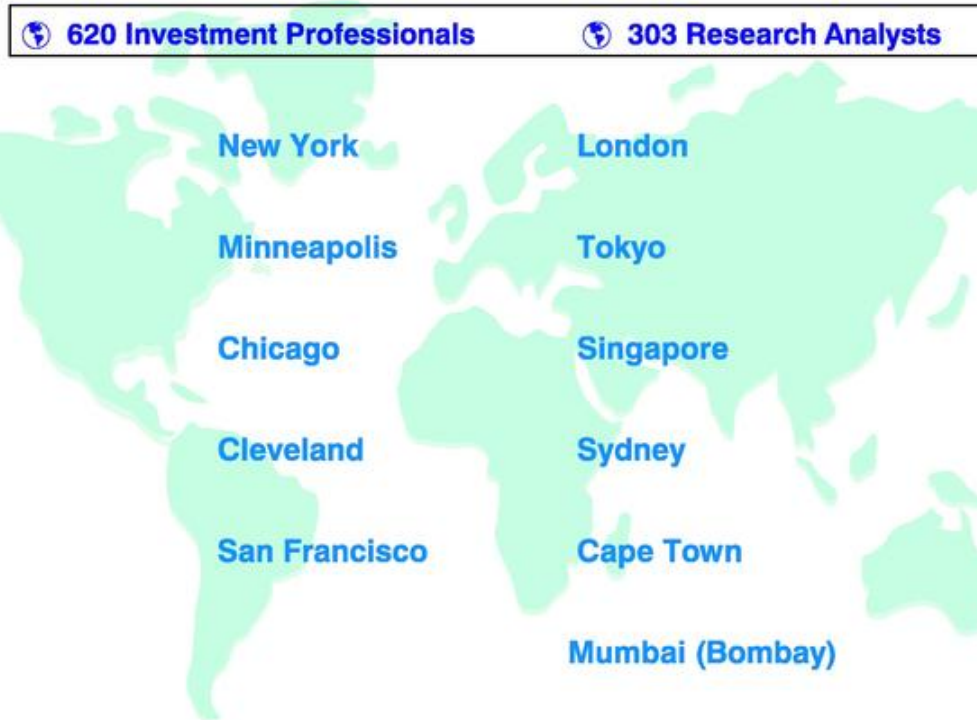 620 Investment Professionals
303 Research Analysts
New York
London
Minneapolis
Tokyo
Chicago
Singapore
Cleveland
Sydney
San Francisco
Cape Town
Mumbai (Bombay)